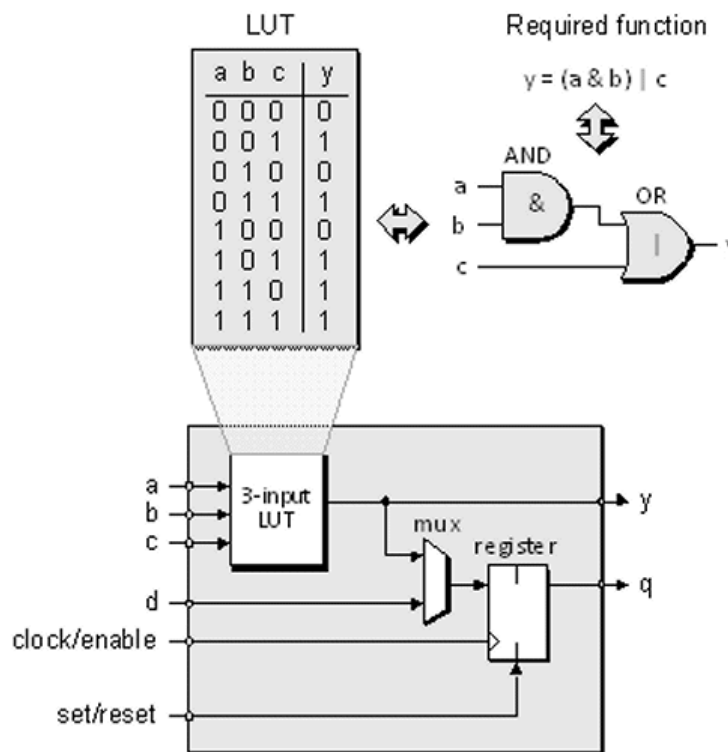 LUT
a b c y
0 0 0 0
0 0 1 1
0 1 0 0
0 1 1 1
1 0 0 0
1 0 1 1
1 1 0 1
1 1 1 1
Required function
y = (a & b) | c
AND
a
&
b
OR
|
c
a
b
c
3-input
LUT
y
mux
register
q
d
clock/enable
set/reset